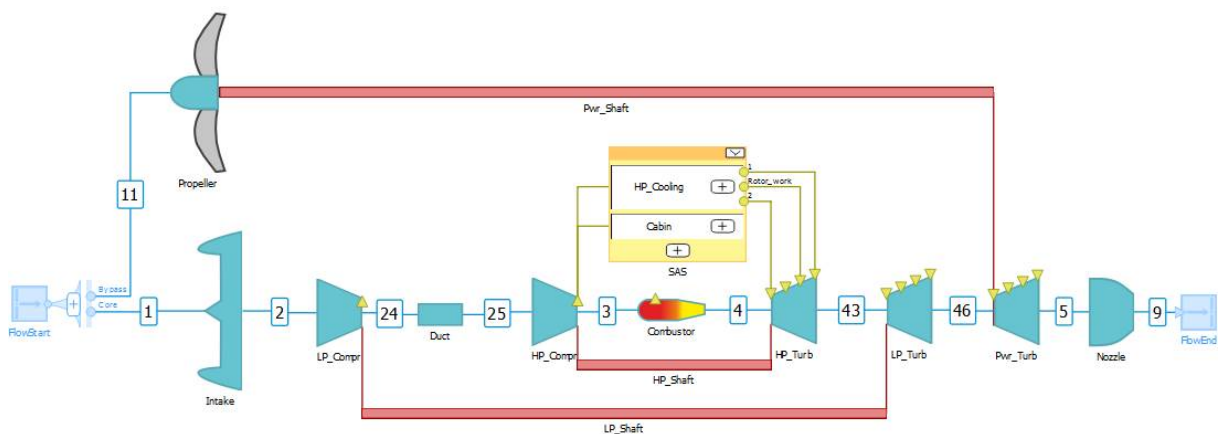 Pwr_Shaft
Propeller
1
HP_Cooling
Rotor_work
2
11
Cabin
SAS
Bypass
Core
FlowStart
1
2
24
25
3
4
43
46
5
9
FlowEnd
LP_Compr
Duct
HP_Compr
Combustor
HP_Turb
LP_Turb
Pwr_Turb
Nozzle
Intake
HP_Shaft
LP_Shaft